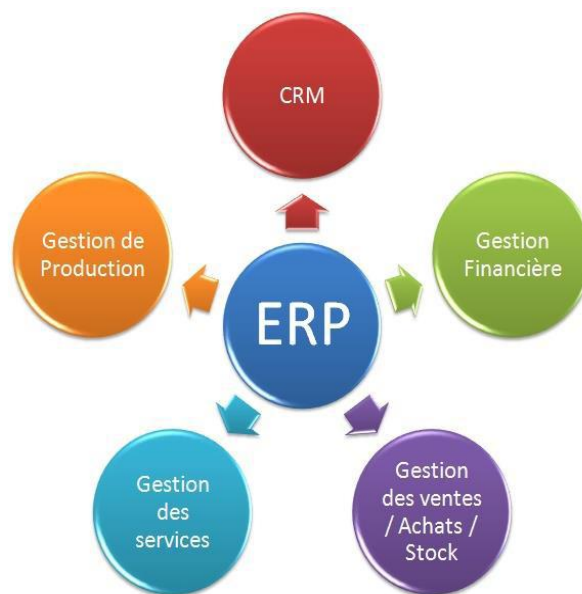 CRM
Gestion de
Production
Gestion
Financière
ERP
Gestion
des
services
Gestion
des ventes
/ Achats /
Stock